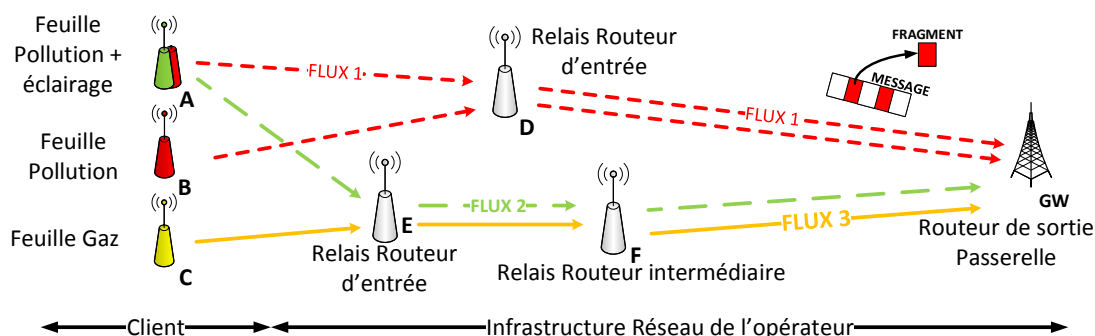 Feuille
Pollution +
éclairage
A
FLUX 1
Relais Routeur
d'entrée
D
FRAGMENT
MESSAGE
FLUX 1
Feuille
Pollution
B
GW
Routeur de sortie
Passerelle
Feuille Gaz
C
E
Relais Routeur
d'entrée
FLUX 2
F
Relais Routeur intermédiaire
FLUX 3
Client
Infrastructure Réseau de l'opérateur